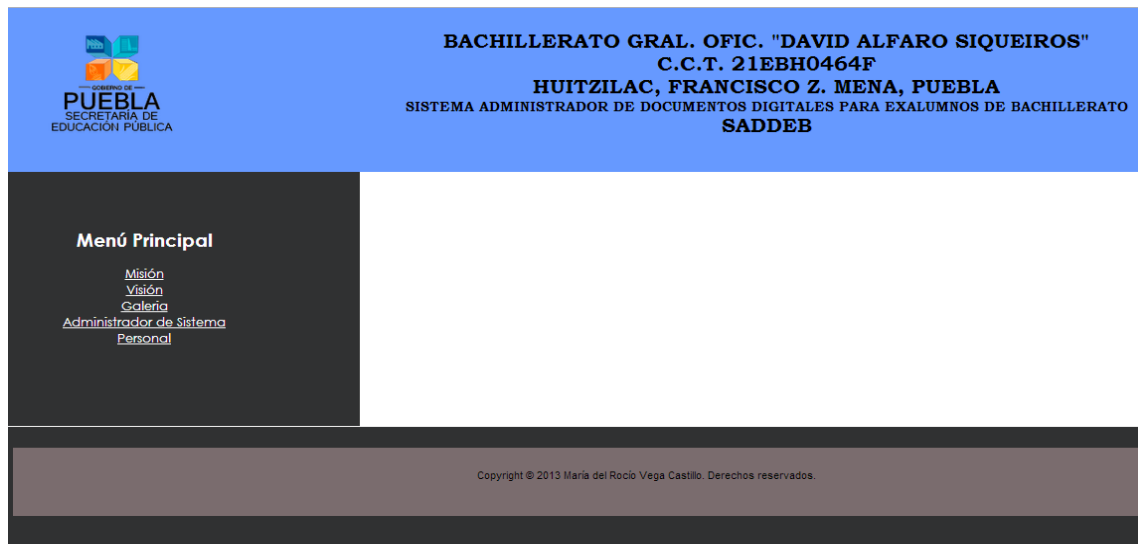 GOBIERNO DE
PUEBLA
SECRETARÍA DE
EDUCACIÓN PÚBLICA
BACHILLERATO GRAL. OFIC. "DAVID ALFARO SIQUEIROS"
C.C.T. 21EBH0464F
HUITZILAC, FRANCISCO Z. MENA, PUEBLA
SISTEMA ADMINISTRADOR DE DOCUMENTOS DIGITALES PARA EXALUMNOS DE BACHILLERATO
SADDEB
Menú Principal
Misión
Visión
Galeria
Administrador de Sistema
Personal
Copyright © 2013 María del Rocío Vega Castillo. Derechos reservados.